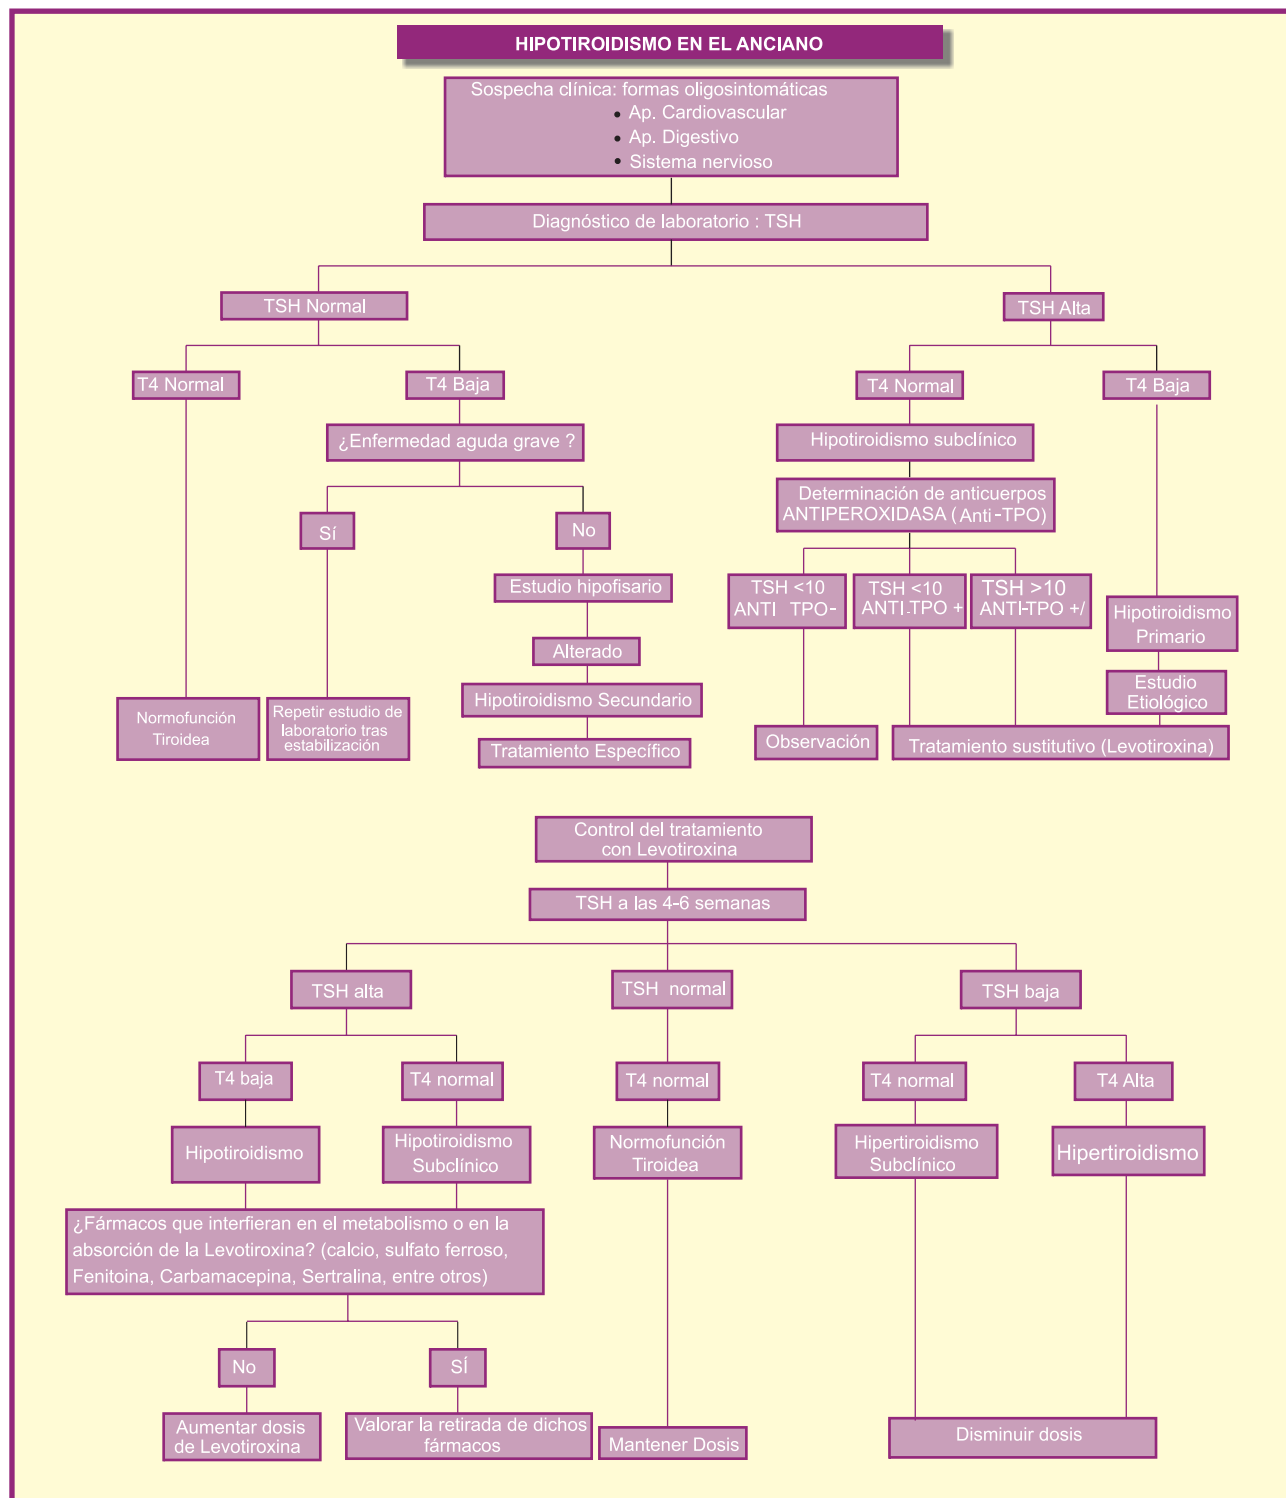 HIPOTIROIDISMO EN EL ANCIANO
Sospecha clínica: formas oligosintomáticas
• Ap. Cardiovascular
• Ap. Digestivo
• Sistema nervioso
Diagnóstico de laboratorio : TSH
TSH Normal
TSH Alta
T4 Normal
T4 Baja
T4 Normal
T4 Baja
¿Enfermedad aguda grave ?
Hipotiroidismo subclínico
Determinación de anticuerpos
ANTIPEROXIDASA (Anti-TPO)
Sí
No
Estudio hipofisario
TSH <10
ANTI TPO-
TSH <10
ANTI-TPO +
TSH >10
ANTI-TPO +/
Hipotiroidismo
Primario
Alterado
Hipotiroidismo Secundario
Estudio
Etiológico
Normofunción
Tiroidea
Repetir estudio de
laboratorio tras
estabilización
Tratamiento Específico
Observación
Tratamiento sustitutivo (Levotiroxina)
Control del tratamiento
con Levotiroxina
TSH a las 4-6 semanas
TSH alta
TSH normal
TSH baja
T4 baja
T4 normal
T4 normal
T4 normal
T4 Alta
Hipotiroidismo
Hipotiroidismo
Subclínico
Normofunción
Tiroidea
Hipertiroidismo
Subclínico
Hipertiroidismo
¿Fármacos que interfieran en el metabolismo o en la
absorción de la Levotiroxina? (calcio, sulfato ferroso,
Fenitoina, Carbamacepina, Sertralina, entre otros)
No
SÍ
Aumentar dosis
de Levotiroxina
Valorar la retirada de dichos
fármacos
Mantener Dosis
Disminuir dosis